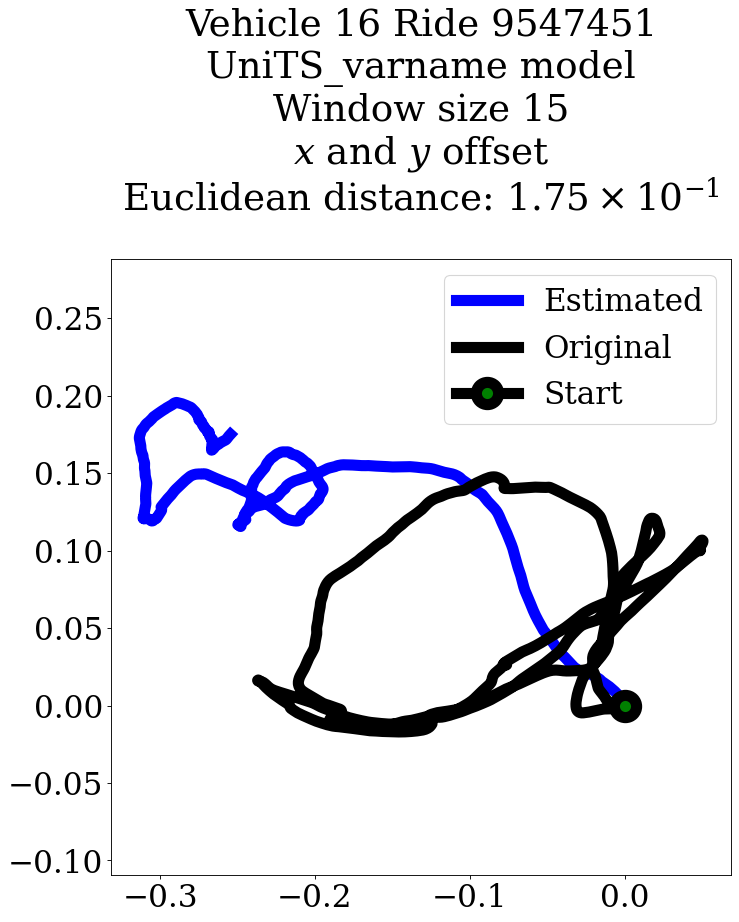 Vehicle 16 Ride 9547451
UniTS_varname model
Window size 15
x and y offset
Euclidean distance: 1.75 × 10⁻¹
Estimated
Original
Start
0.25
0.20
0.15
0.10
0.05
0.00
−0.05
−0.10
−0.3
−0.2
−0.1
0.0